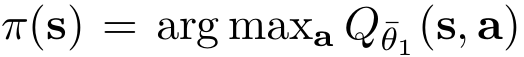 π(s) = arg max_a Q_{θ̄_1}(s, a)